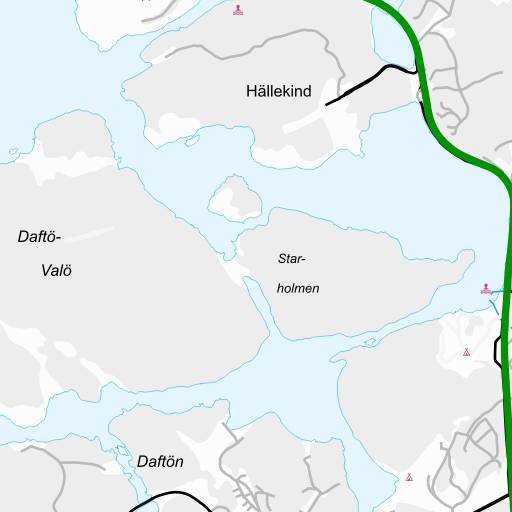 Hällekind
Daftö-
Valö
Star-
holmen
Daftön